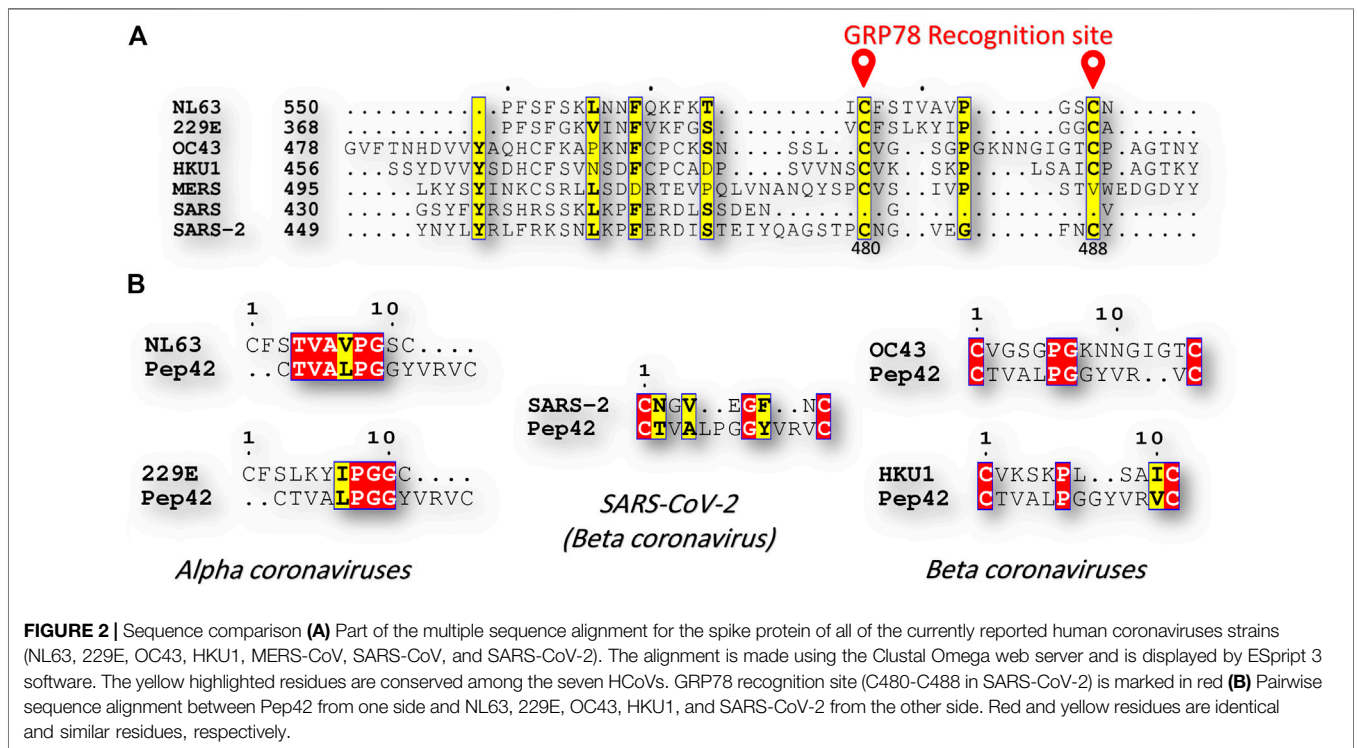 A
GRP78 Recognition site
NL63 550 ...........PFSFSKLNNFQKFKT.........ICFSTVAVP......GSCN......
229E 368 ...........PFSFGKVINFVKFGS.........VCFSLKYIP......GGCA......
OC43 478 GVFTNHDVVYAQHCFKAPKNFCPCKSN....SSL..CVG..SGPGKNNGIGTCP.AGTNY
HKU1 456 ...SSYDVVYSYNKCFSVNSDFCPCADP....SVVNSCVK..SKP....LSAICP.AGTKY
MERS 495 .....LKYSYINKCSRLLSDDRTEVPQLVNANQYSPCVS..IVP......STVWEDGDYY
SARS 430 .....GSYFYRSHRSSKLKPFERDLSSDEN.........G.............V......
SARS-2 449 .....YNYLYRLFRKSNLKPFERDISTEIYQAGSTPCNG..VEG......FNCY......
480 488
B
1 10
NL63 CFSTVAVPGSC....
Pep42 ..CTVALPGGYVRVC
1 10
229E CFSLKYIPGGC....
Pep42 ..CTVALPGGYVRVC
Alpha coronaviruses
1
SARS-2 CNGV..EGF..NC
Pep42 CTVALPGGYVRVC
SARS-CoV-2
(Beta coronavirus)
1 10
OC43 CVGSGPGKNNGIGTC
Pep42 CTVALPGGYVR..VC
1 10
HKU1 CVKSKPL..SAIC
Pep42 CTVALPGGYVRVC
Beta coronaviruses
FIGURE 2 | Sequence comparison (A) Part of the multiple sequence alignment for the spike protein of all of the currently reported human coronaviruses strains
(NL63, 229E, OC43, HKU1, MERS-CoV, SARS-CoV, and SARS-CoV-2). The alignment is made using the Clustal Omega web server and is displayed by ESpript 3
software. The yellow highlighted residues are conserved among the seven HCoVs. GRP78 recognition site (C480-C488 in SARS-CoV-2) is marked in red (B) Pairwise
sequence alignment between Pep42 from one side and NL63, 229E, OC43, HKU1, and SARS-CoV-2 from the other side. Red and yellow residues are identical
and similar residues, respectively.